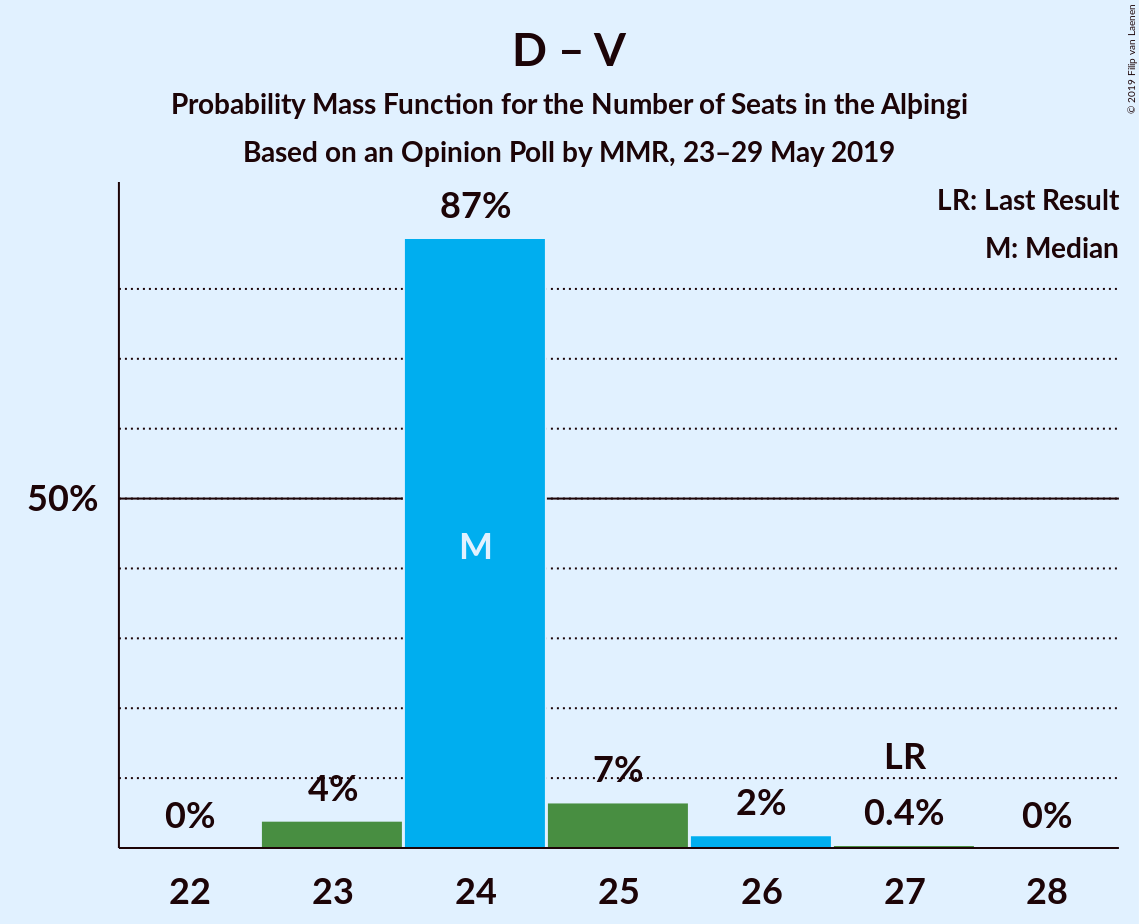 D – V
Probability Mass Function for the Number of Seats in the Alþingi
Based on an Opinion Poll by MMR, 23–29 May 2019
© 2019 Filip van Laenen
LR: Last Result
M: Median
87%
50%
M
LR
7%
4%
2%
0.4%
0%
0%
22 23 24 25 26 27 28